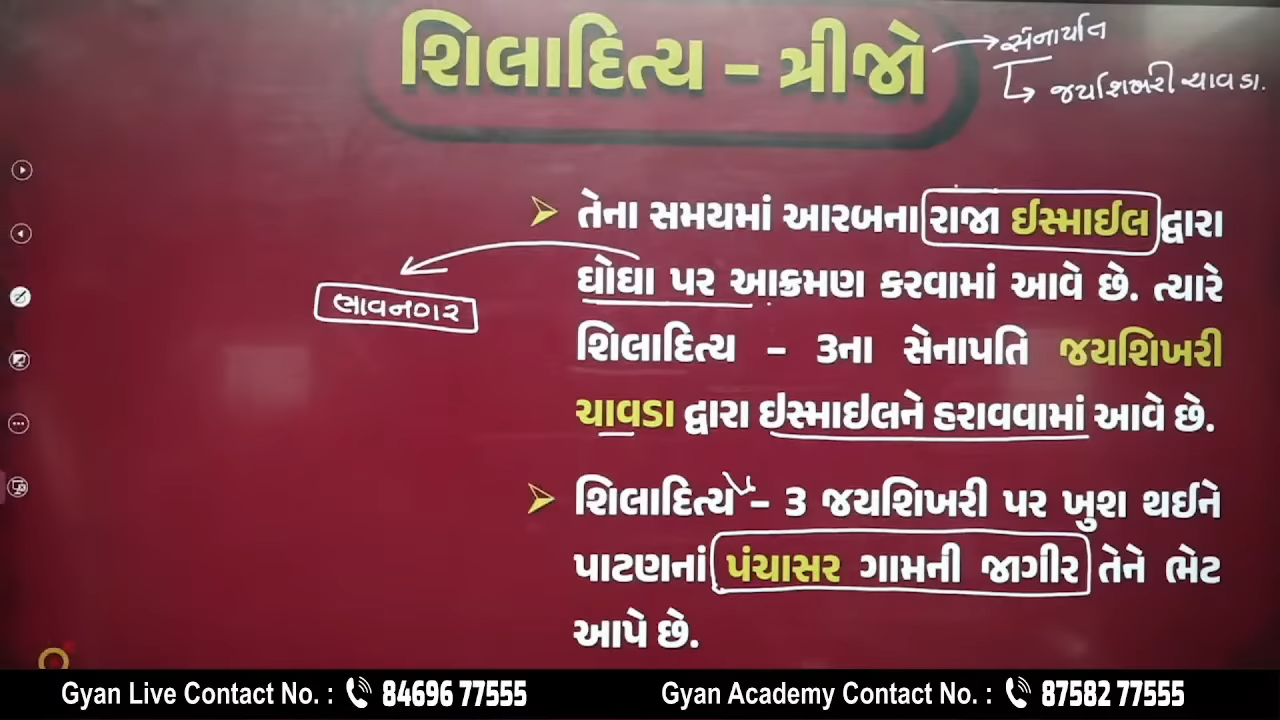 શિલાદિત્ય – ત્રીજો
સેનાપતિ
જયશિખરી ચાવડા.
તેના સમયમાં આરબના રાજા ઈસ્માઈલ દ્વારા
ઘોઘા પર આક્રમણ કરવામાં આવે છે. ત્યારે
ભાવનગર
શિલાદિત્ય – 3ના સેનાપતિ જયશિખરી
ચાવડા દ્વારા ઇસ્માઇલને હરાવવામાં આવે છે.
શિલાદિત્ય – 3 જયશિખરી પર ખુશ થઈને
પાટણનાં પંચાસર ગામની જાગીર તેને ભેટ
આપે છે.
Gyan Live Contact No. : 84696 77555
Gyan Academy Contact No. : 87582 77555